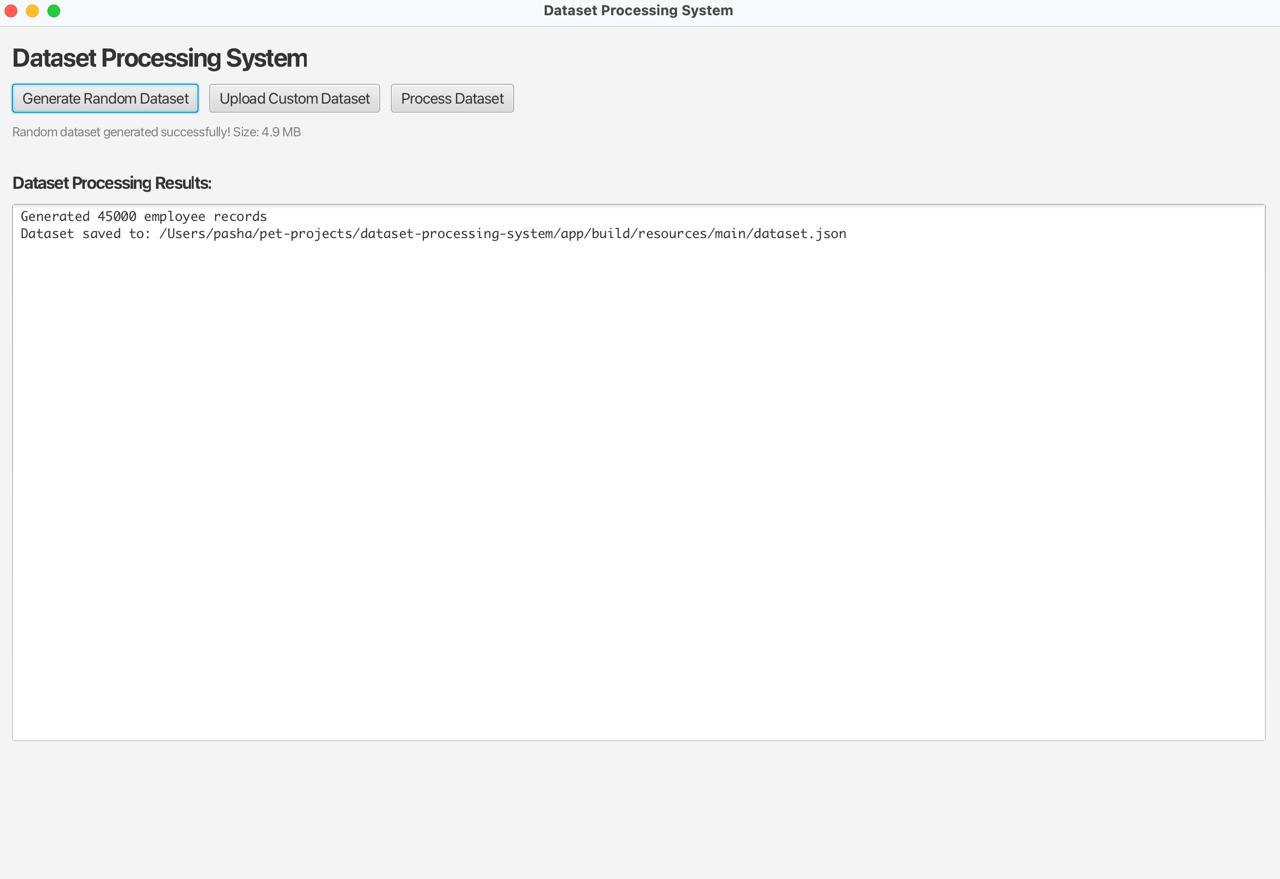 Dataset Processing System
Dataset Processing System
Generate Random Dataset Upload Custom Dataset Process Dataset
Random dataset generated successfully! Size: 4.9 MB
Dataset Processing Results:
Generated 45000 employee records
Dataset saved to: /Users/pasha/pet-projects/dataset-processing-system/app/build/resources/main/dataset.json